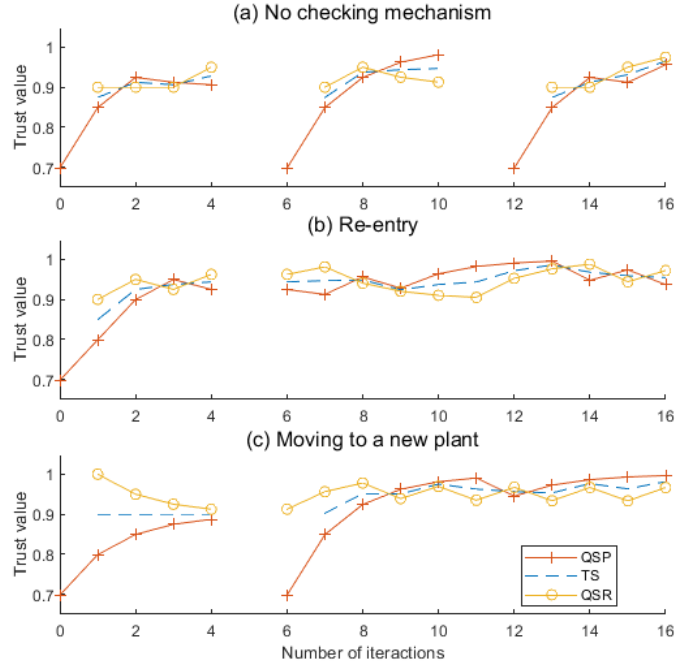 (a) No checking mechanism
Trust value
1
0.9
0.8
0.7
0 2 4 6 8 10 12 14 16
(b) Re-entry
Trust value
1
0.9
0.8
0.7
0 2 4 6 8 10 12 14 16
(c) Moving to a new plant
Trust value
1
0.9
0.8
0.7
QSP
TS
QSR
0 2 4 6 8 10 12 14 16
Number of iteractions